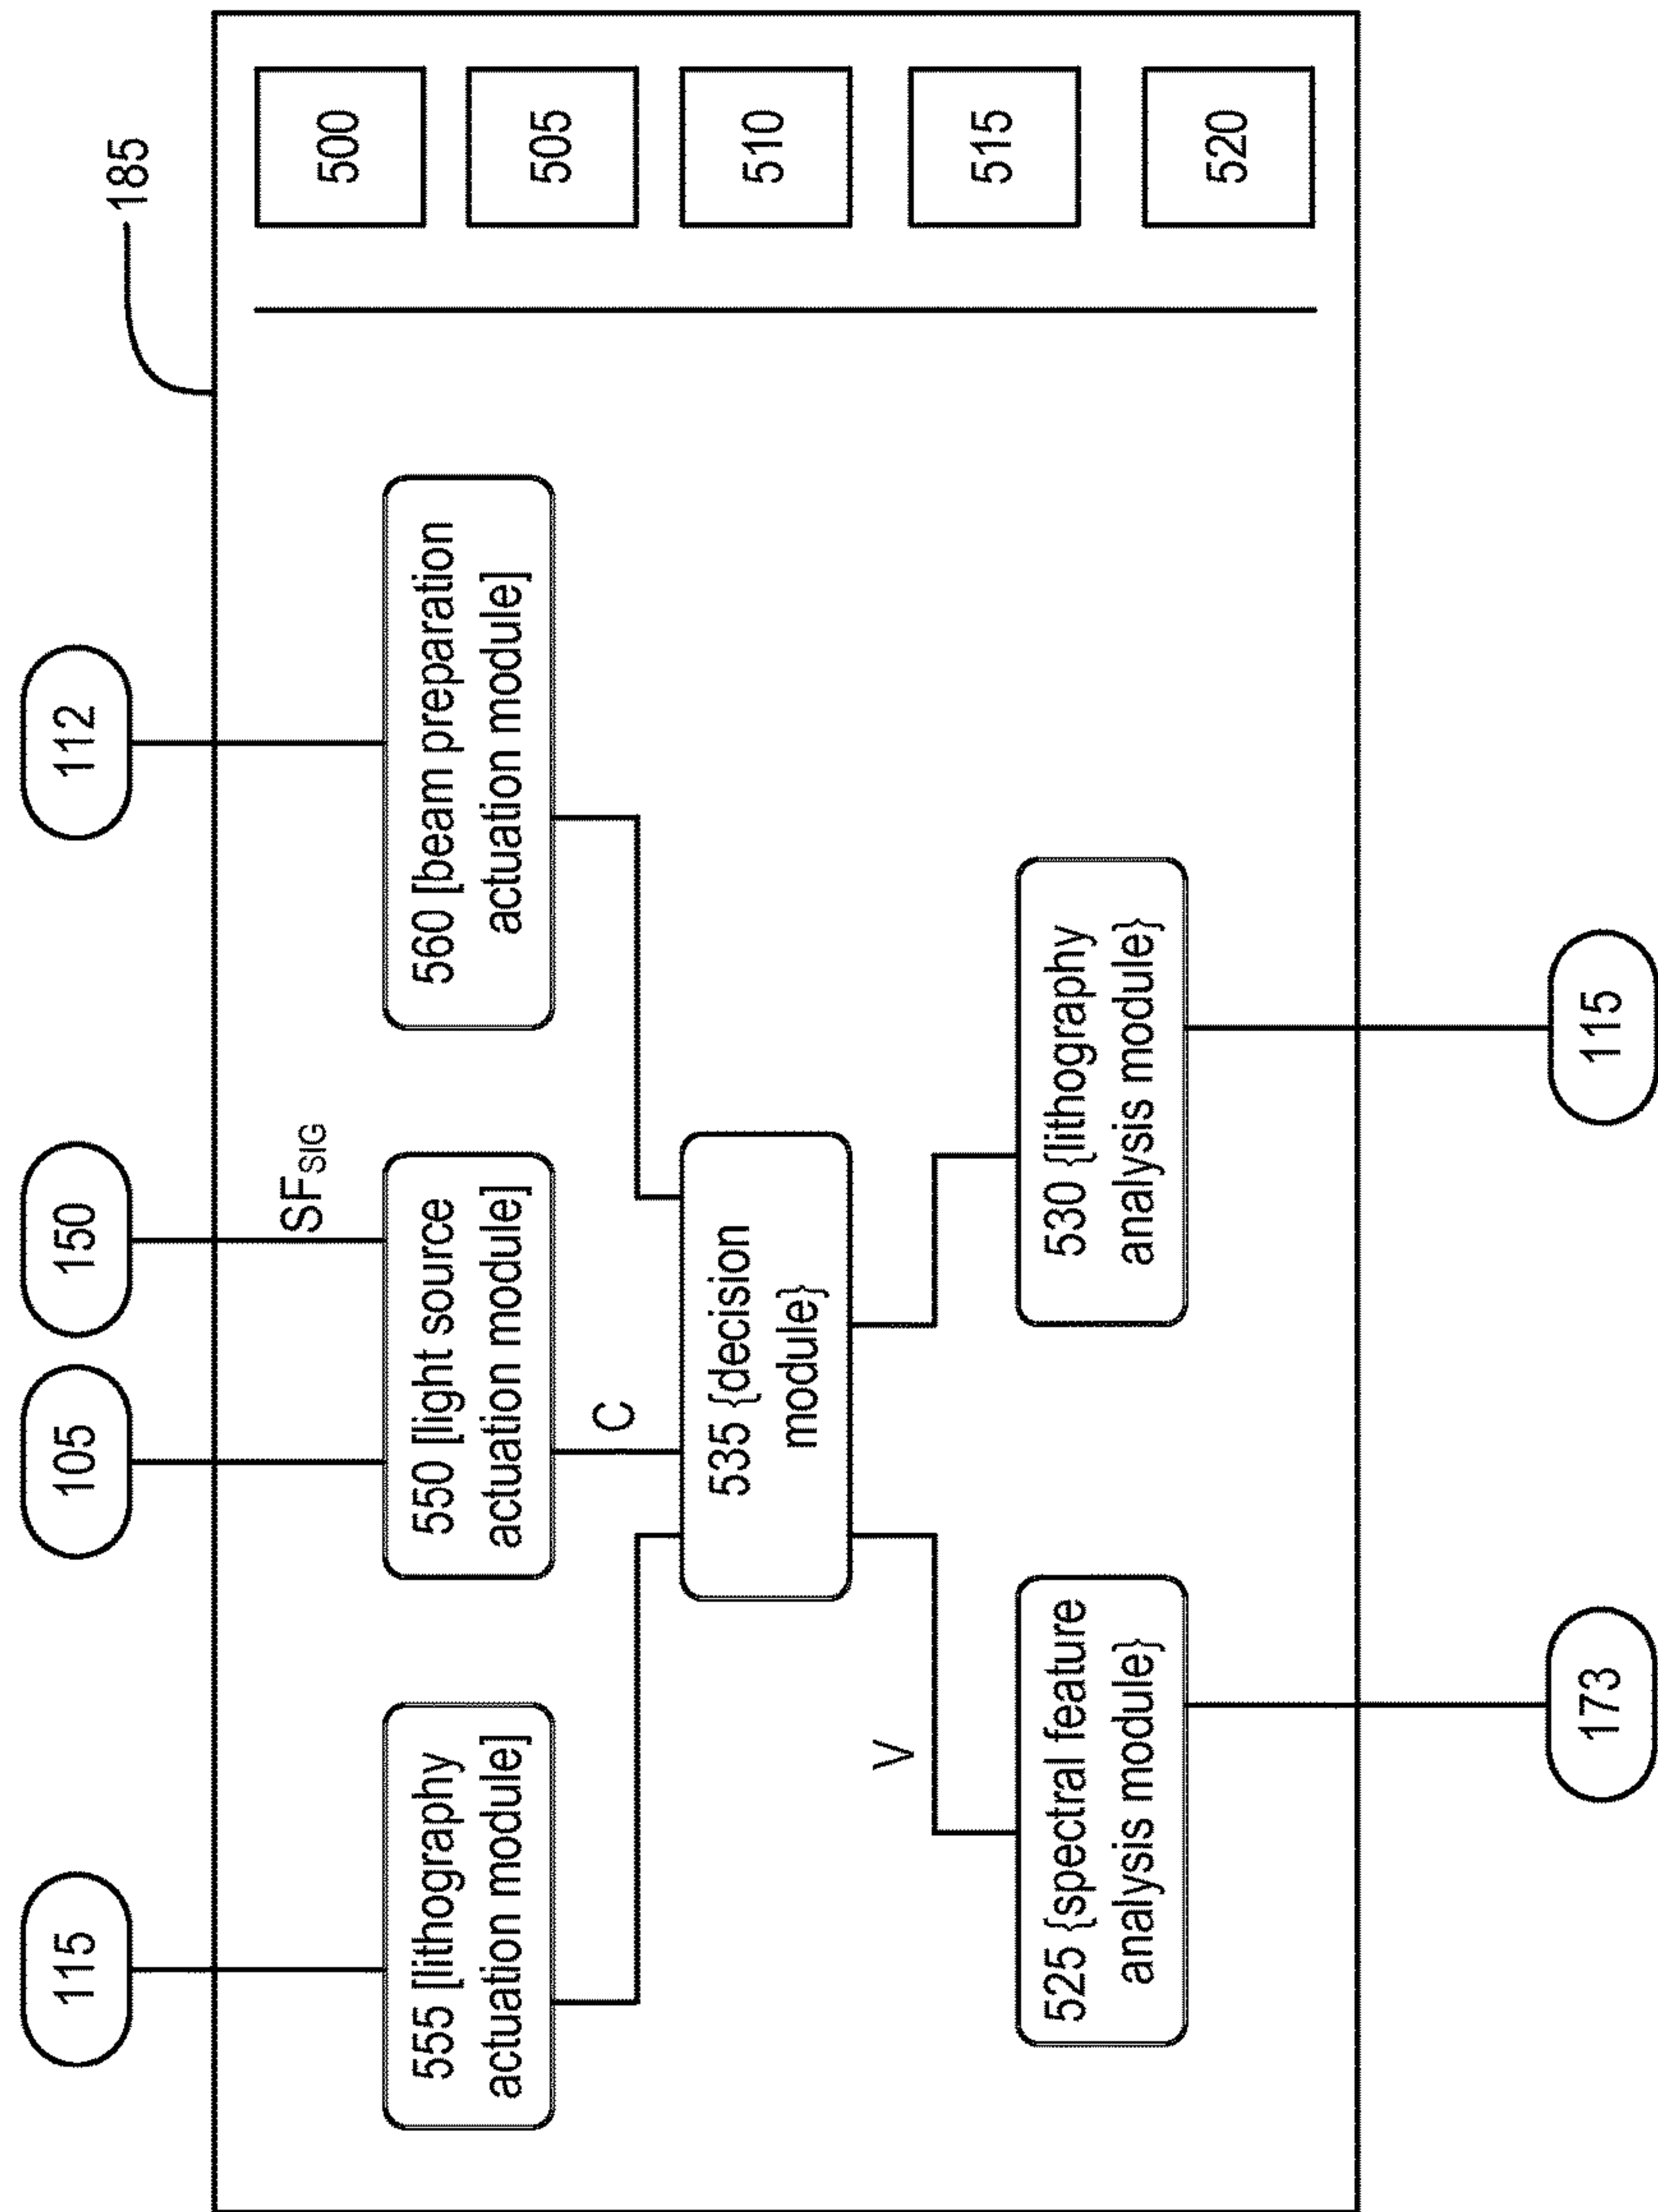 115
105
150
112
185
SF_SIG
555 [lithography
actuation module]
550 [light source
actuation module]
560 [beam preparation
actuation module]
500
C
505
535 {decision
module}
510
V
525 {spectral feature
analysis module}
530 {lithography
analysis module}
515
520
173
115